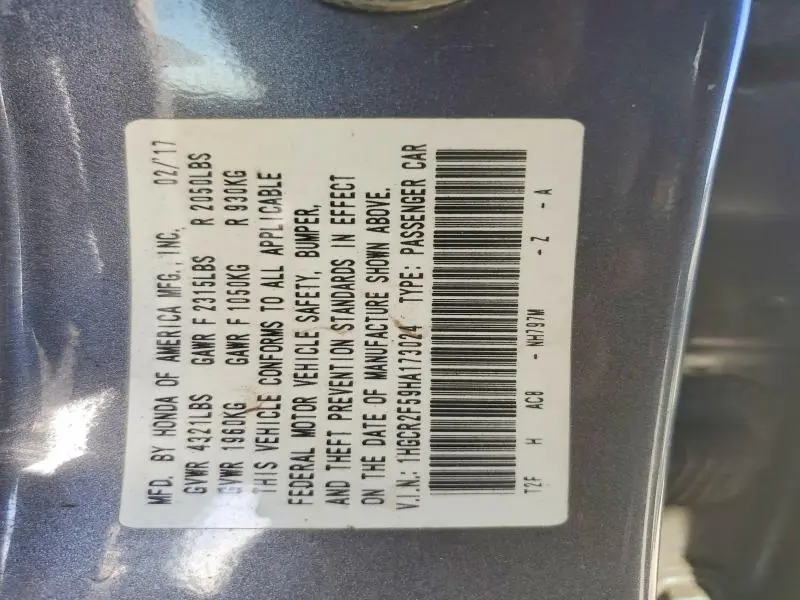 MFD. BY HONDA OF AMERICA MFG., INC. 02/'17
GVWR 4321LBS GAWR F 2315LBS R 2050LBS
GVWR 1960KG GAWR F 1050KG R 930KG
THIS VEHICLE CONFORMS TO ALL APPLICABLE
FEDERAL MOTOR VEHICLE SAFETY, BUMPER,
AND THEFT PREVENTION STANDARDS IN EFFECT
ON THE DATE OF MANUFACTURE SHOWN ABOVE.
V.I.N.: 1HGCR2F59HA173024 TYPE: PASSENGER CAR
T2F H AC8 - NH797M - Z - A